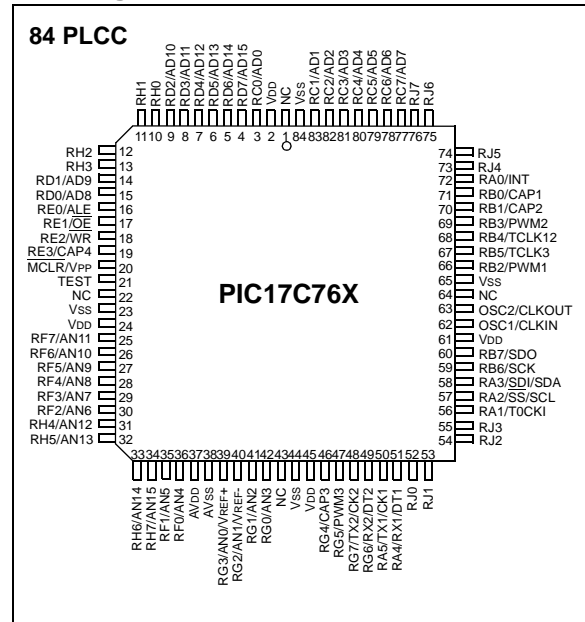 84 PLCC
RH1
RH0
RD2/AD10
RD3/AD11
RD4/AD12
RD5/AD13
RD6/AD14
RD7/AD15
RC0/AD0
VDD
NC
VSS
RC1/AD1
RC2/AD2
RC3/AD3
RC4/AD4
RC5/AD5
RC6/AD6
RC7/AD7
RJ7
RJ6
11 10 9 8 7 6 5 4 3 2 1 84 83 82 81 80 79 78 77 76 75
RH2 12
RH3 13
RD1/AD9 14
RD0/AD8 15
RE0/ALE 16
RE1/OE 17
RE2/WR 18
RE3/CAP4 19
MCLR/VPP 20
TEST 21
NC 22
VSS 23
VDD 24
RF7/AN11 25
RF6/AN10 26
RF5/AN9 27
RF4/AN8 28
RF3/AN7 29
RF2/AN6 30
RH4/AN12 31
RH5/AN13 32
PIC17C76X
74 RJ5
73 RJ4
72 RA0/INT
71 RB0/CAP1
70 RB1/CAP2
69 RB3/PWM2
68 RB4/TCLK12
67 RB5/TCLK3
66 RB2/PWM1
65 VSS
64 NC
63 OSC2/CLKOUT
62 OSC1/CLKIN
61 VDD
60 RB7/SDO
59 RB6/SCK
58 RA3/SDI/SDA
57 RA2/SS/SCL
56 RA1/T0CKI
55 RJ3
54 RJ2
33 34 35 36 37 38 39 40 41 42 43 44 45 46 47 48 49 50 51 52 53
RH6/AN14
RH7/AN15
RF1/AN5
RF0/AN4
AVDD
AVSS
RG3/AN0/VREF+
RG2/AN1/VREF-
RG1/AN2
RG0/AN3
NC
VSS
VDD
RG4/CAP3
RG5/PWM3
RG7/TX2/CK2
RG6/RX2/DT2
RA5/TX1/CK1
RA4/RX1/DT1
RJ0
RJ1